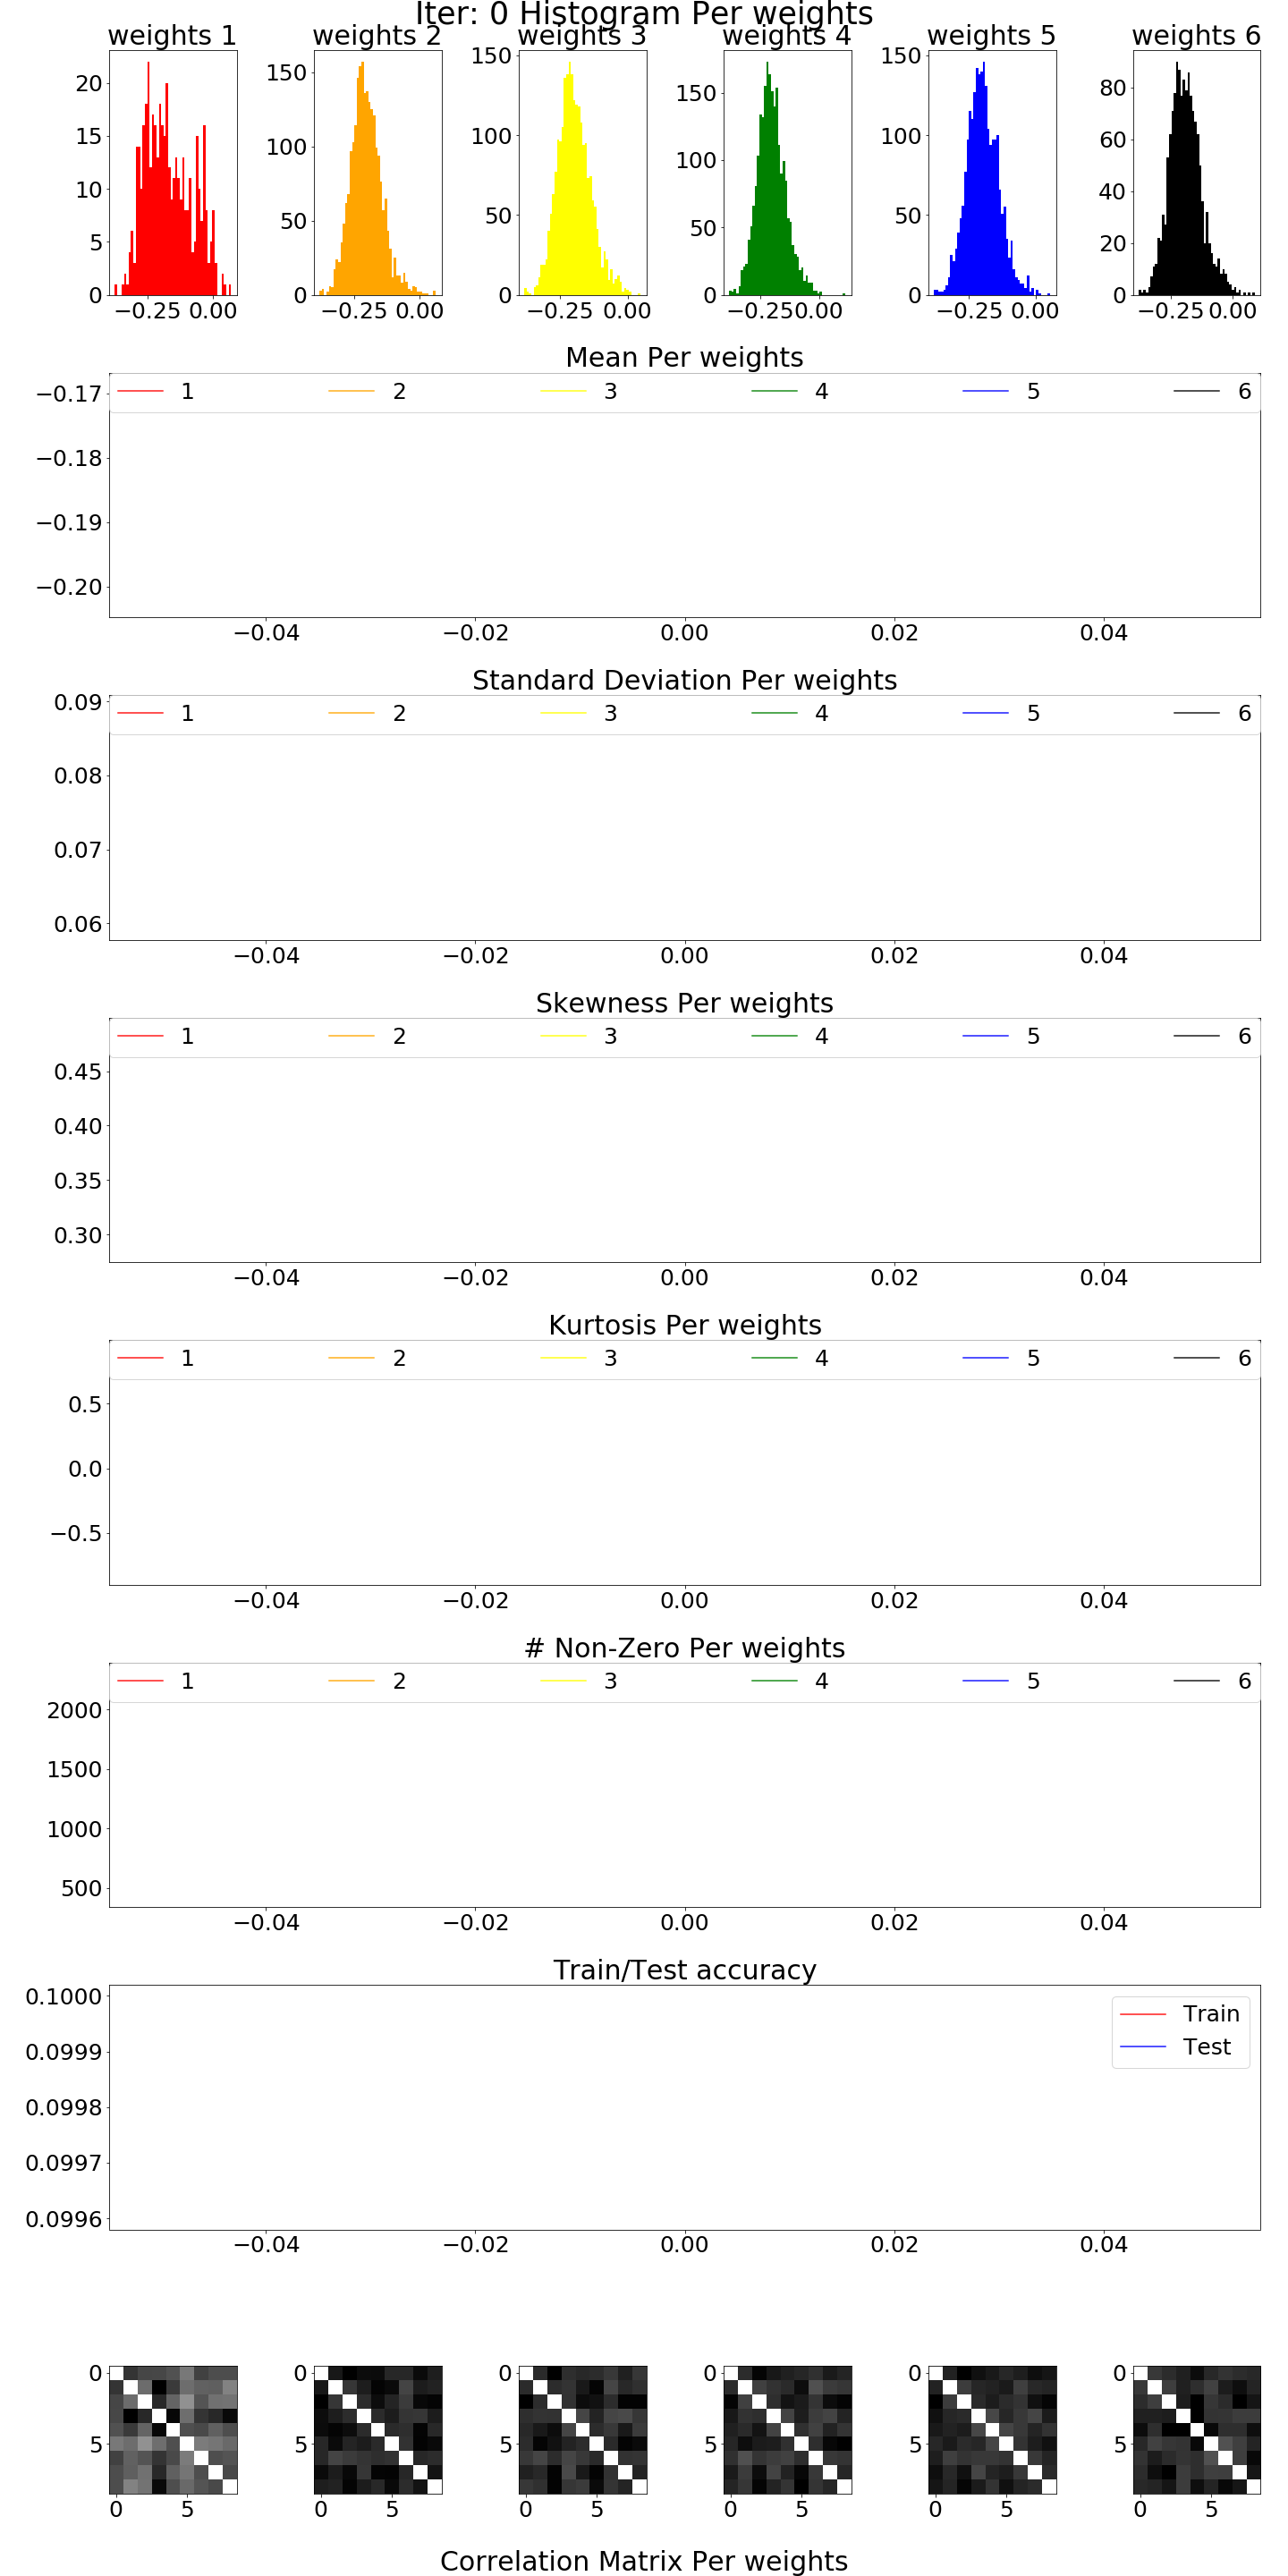 Iter: 0 Histogram Per weights
weights 1 weights 2 weights 3 weights 4 weights 5 weights 6
20
15
10
5
0
−0.25 0.00
150
100
50
0
−0.25 0.00
150
100
50
0
−0.25 0.00
150
100
50
0
−0.25 0.00
150
100
50
0
−0.25 0.00
80
60
40
20
0
−0.25 0.00
Mean Per weights
1 2 3 4 5 6
−0.17
−0.18
−0.19
−0.20
−0.04 −0.02 0.00 0.02 0.04
Standard Deviation Per weights
1 2 3 4 5 6
0.09
0.08
0.07
0.06
−0.04 −0.02 0.00 0.02 0.04
Skewness Per weights
1 2 3 4 5 6
0.45
0.40
0.35
0.30
−0.04 −0.02 0.00 0.02 0.04
Kurtosis Per weights
1 2 3 4 5 6
0.5
0.0
−0.5
−0.04 −0.02 0.00 0.02 0.04
# Non-Zero Per weights
1 2 3 4 5 6
2000
1500
1000
500
−0.04 −0.02 0.00 0.02 0.04
Train/Test accuracy
Train
Test
0.1000
0.0999
0.0998
0.0997
0.0996
−0.04 −0.02 0.00 0.02 0.04
0 0 0 0 0 0
5 5 5 5 5 5
0 5 0 5 0 5 0 5 0 5 0 5
Correlation Matrix Per weights